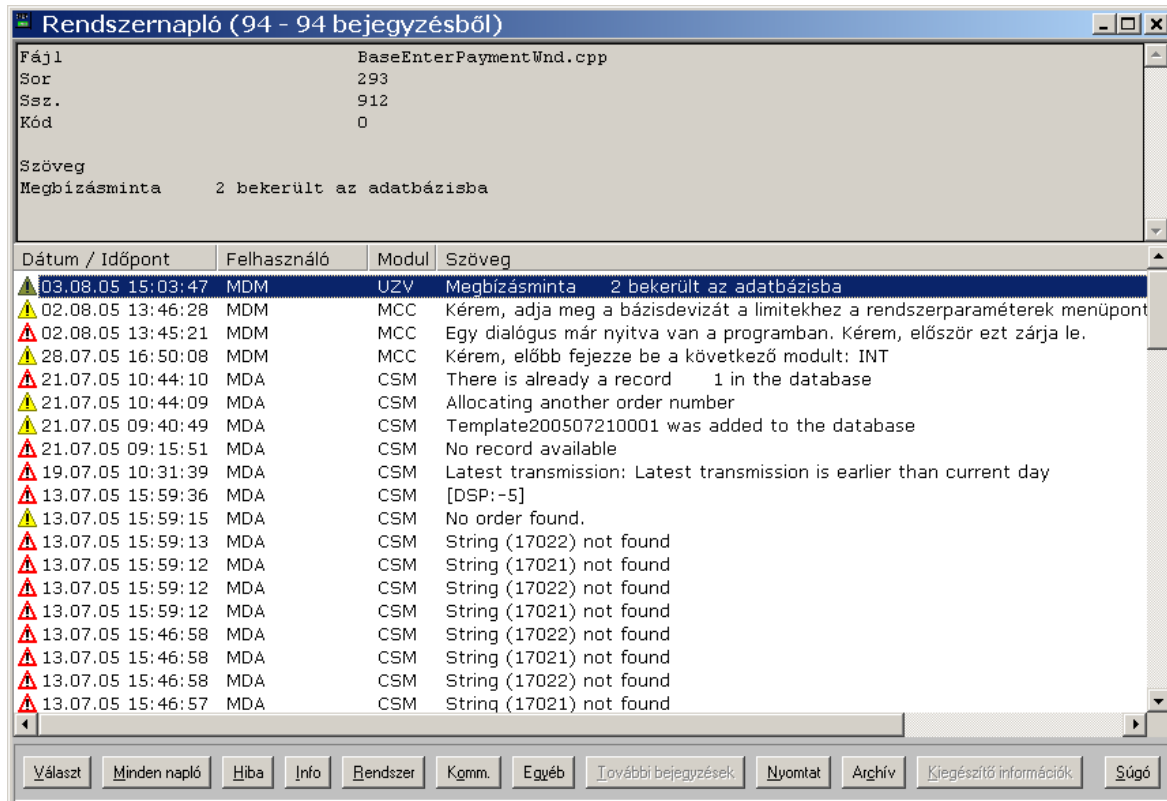 Rendszernapló (94 - 94 bejegyzésből)
Fájl BaseEnterPaymentWnd.cpp
Sor 293
Ssz. 912
Kód 0
Szöveg
Megbízásminta 2 bekerült az adatbázisba
Dátum / Időpont Felhasználó Modul Szöveg
03.08.05 15:03:47 MDM UZV Megbízásminta 2 bekerült az adatbázisba
02.08.05 13:46:28 MDM MCC Kérem, adja meg a bázisdevizát a limitekhez a rendszerparaméterek menüpont
02.08.05 13:45:21 MDM MCC Egy dialógus már nyitva van a programban. Kérem, először ezt zárja le.
28.07.05 16:50:08 MDM MCC Kérem, előbb fejezze be a következő modult: INT
21.07.05 10:44:10 MDA CSM There is already a record 1 in the database
21.07.05 10:44:09 MDA CSM Allocating another order number
21.07.05 09:40:49 MDA CSM Template200507210001 was added to the database
21.07.05 09:15:51 MDA CSM No record available
19.07.05 10:31:39 MDA CSM Latest transmission: Latest transmission is earlier than current day
13.07.05 15:59:36 MDA CSM [DSP:-5]
13.07.05 15:59:15 MDA CSM No order found.
13.07.05 15:59:13 MDA CSM String (17022) not found
13.07.05 15:59:12 MDA CSM String (17021) not found
13.07.05 15:59:12 MDA CSM String (17022) not found
13.07.05 15:59:12 MDA CSM String (17021) not found
13.07.05 15:46:58 MDA CSM String (17022) not found
13.07.05 15:46:58 MDA CSM String (17021) not found
13.07.05 15:46:58 MDA CSM String (17022) not found
13.07.05 15:46:57 MDA CSM String (17021) not found
Választ Minden napló Hiba Info Rendszer Komm. Egyéb További bejegyzések Nyomtat Archív Kiegészítő információk Súgó